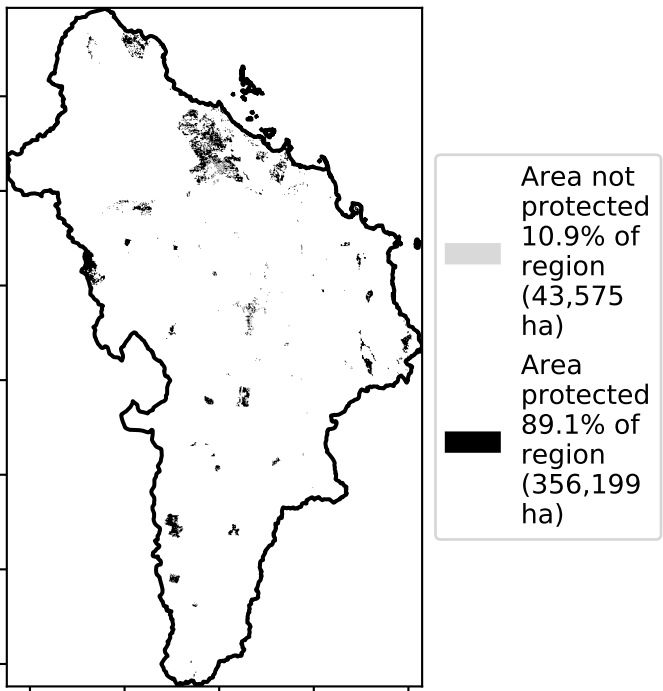 Area not
protected
10.9% of
region
(43,575
ha)
Area
protected
89.1% of
region
(356,199
ha)